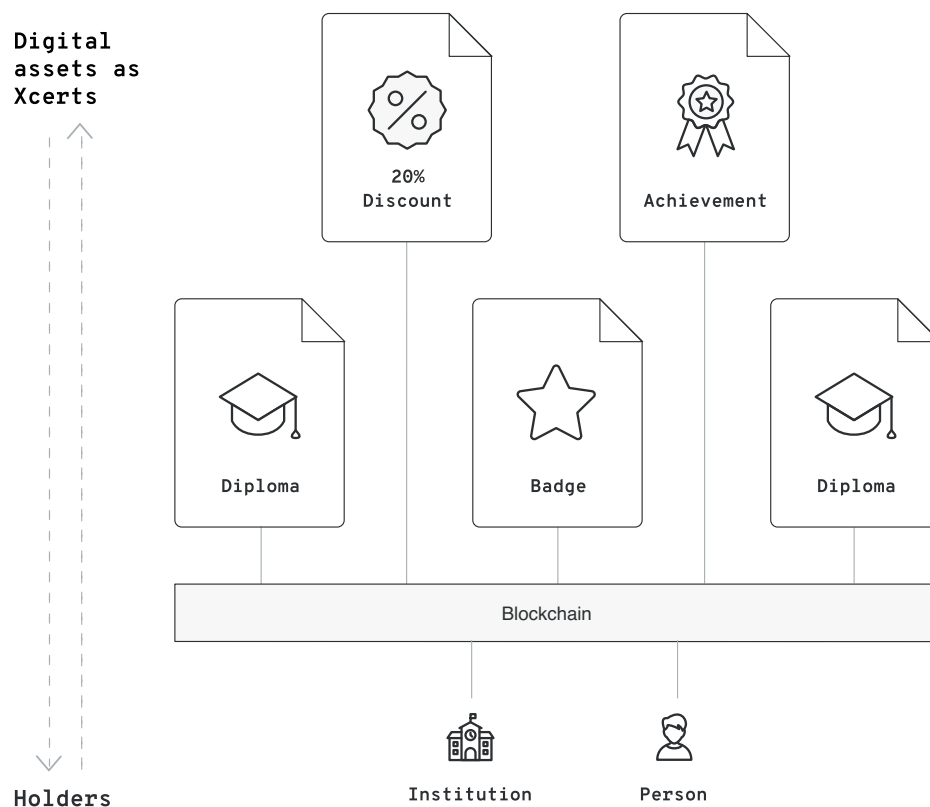 Digital
assets as
Xcerts
20%
Discount
Achievement
Diploma
Badge
Diploma
Blockchain
Institution
Person
Holders